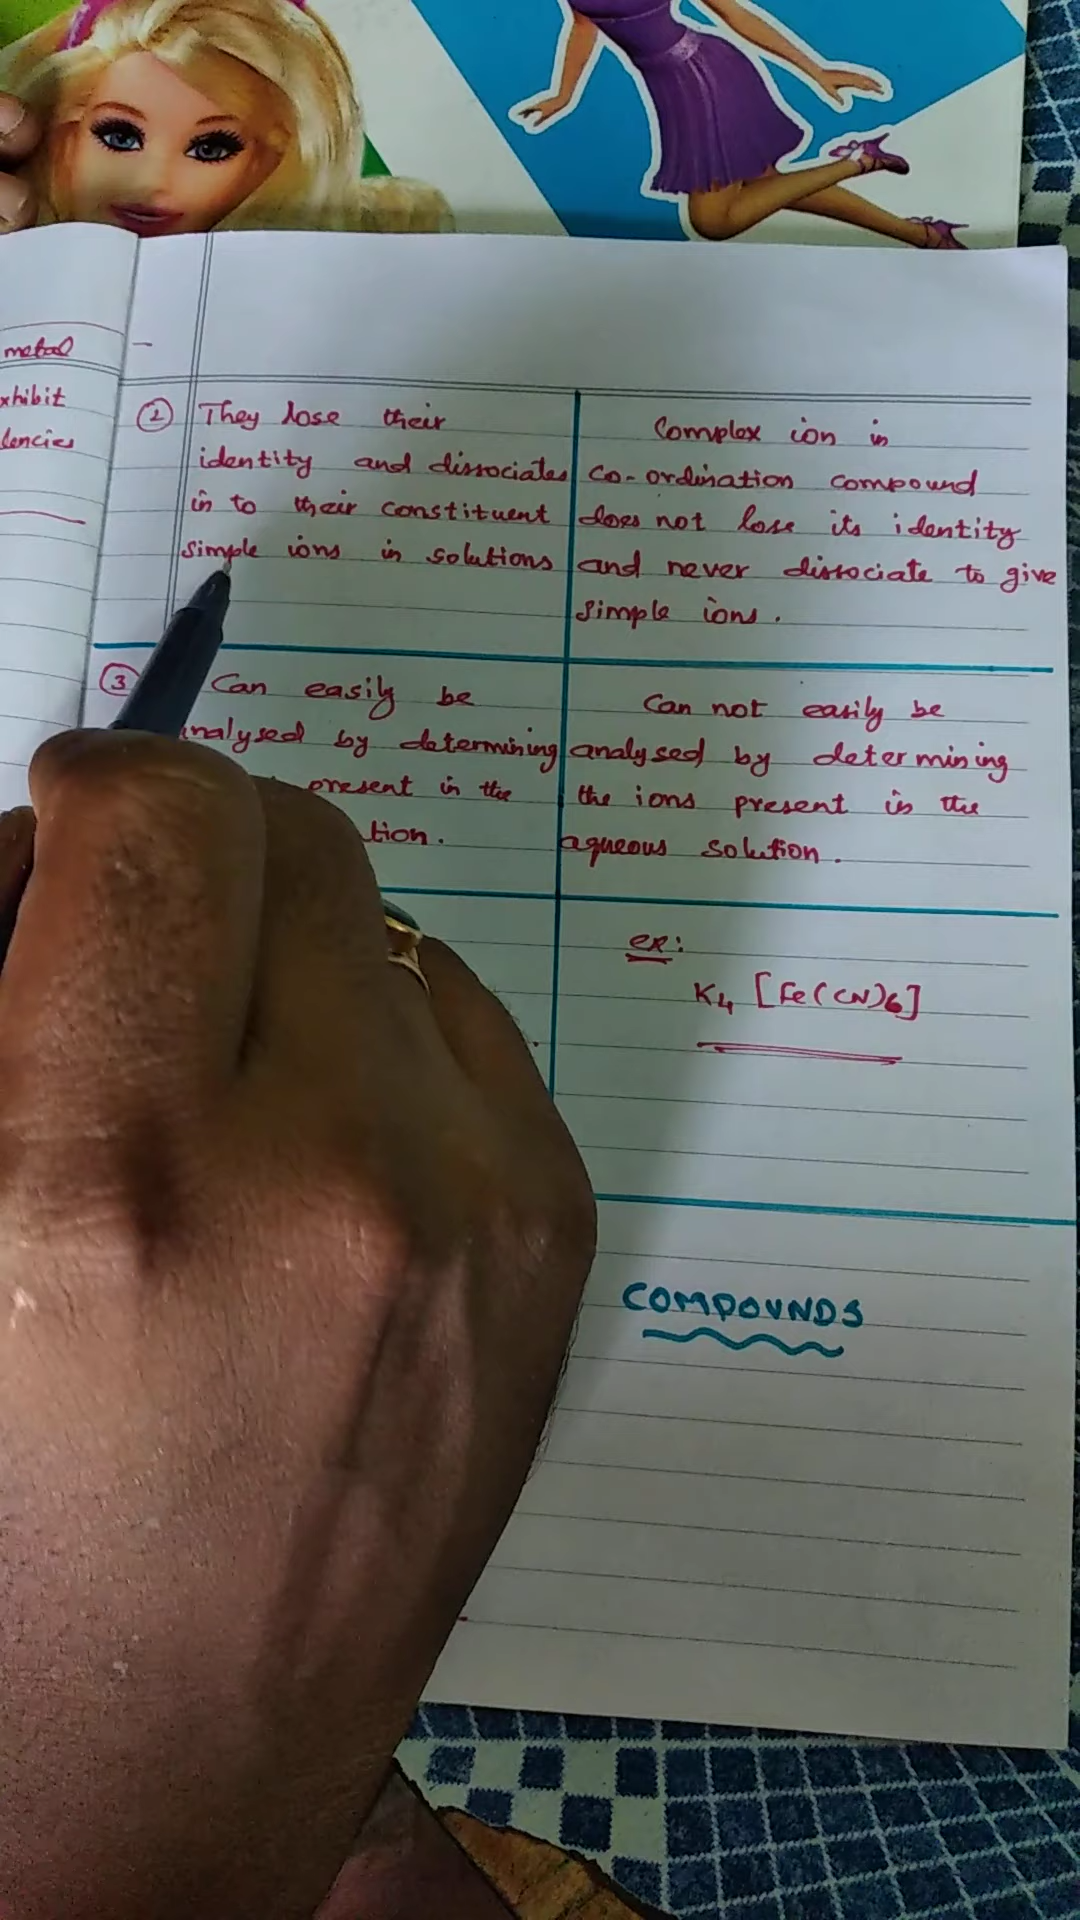 metal
xhibit
lencies
② They lose their
identity and dissociates
in to their constituent
simple ions in solutions
Complex ion in
co-ordination compound
does not lose its identity
and never dissociate to give
simple ions.
③ Can easily be
analysed by determining
present in the
tion.
Can not easily be
analysed by determining
the ions present in the
aqueous solution.
ex:
K4 [Fe(CN)6]
COMPOUNDS